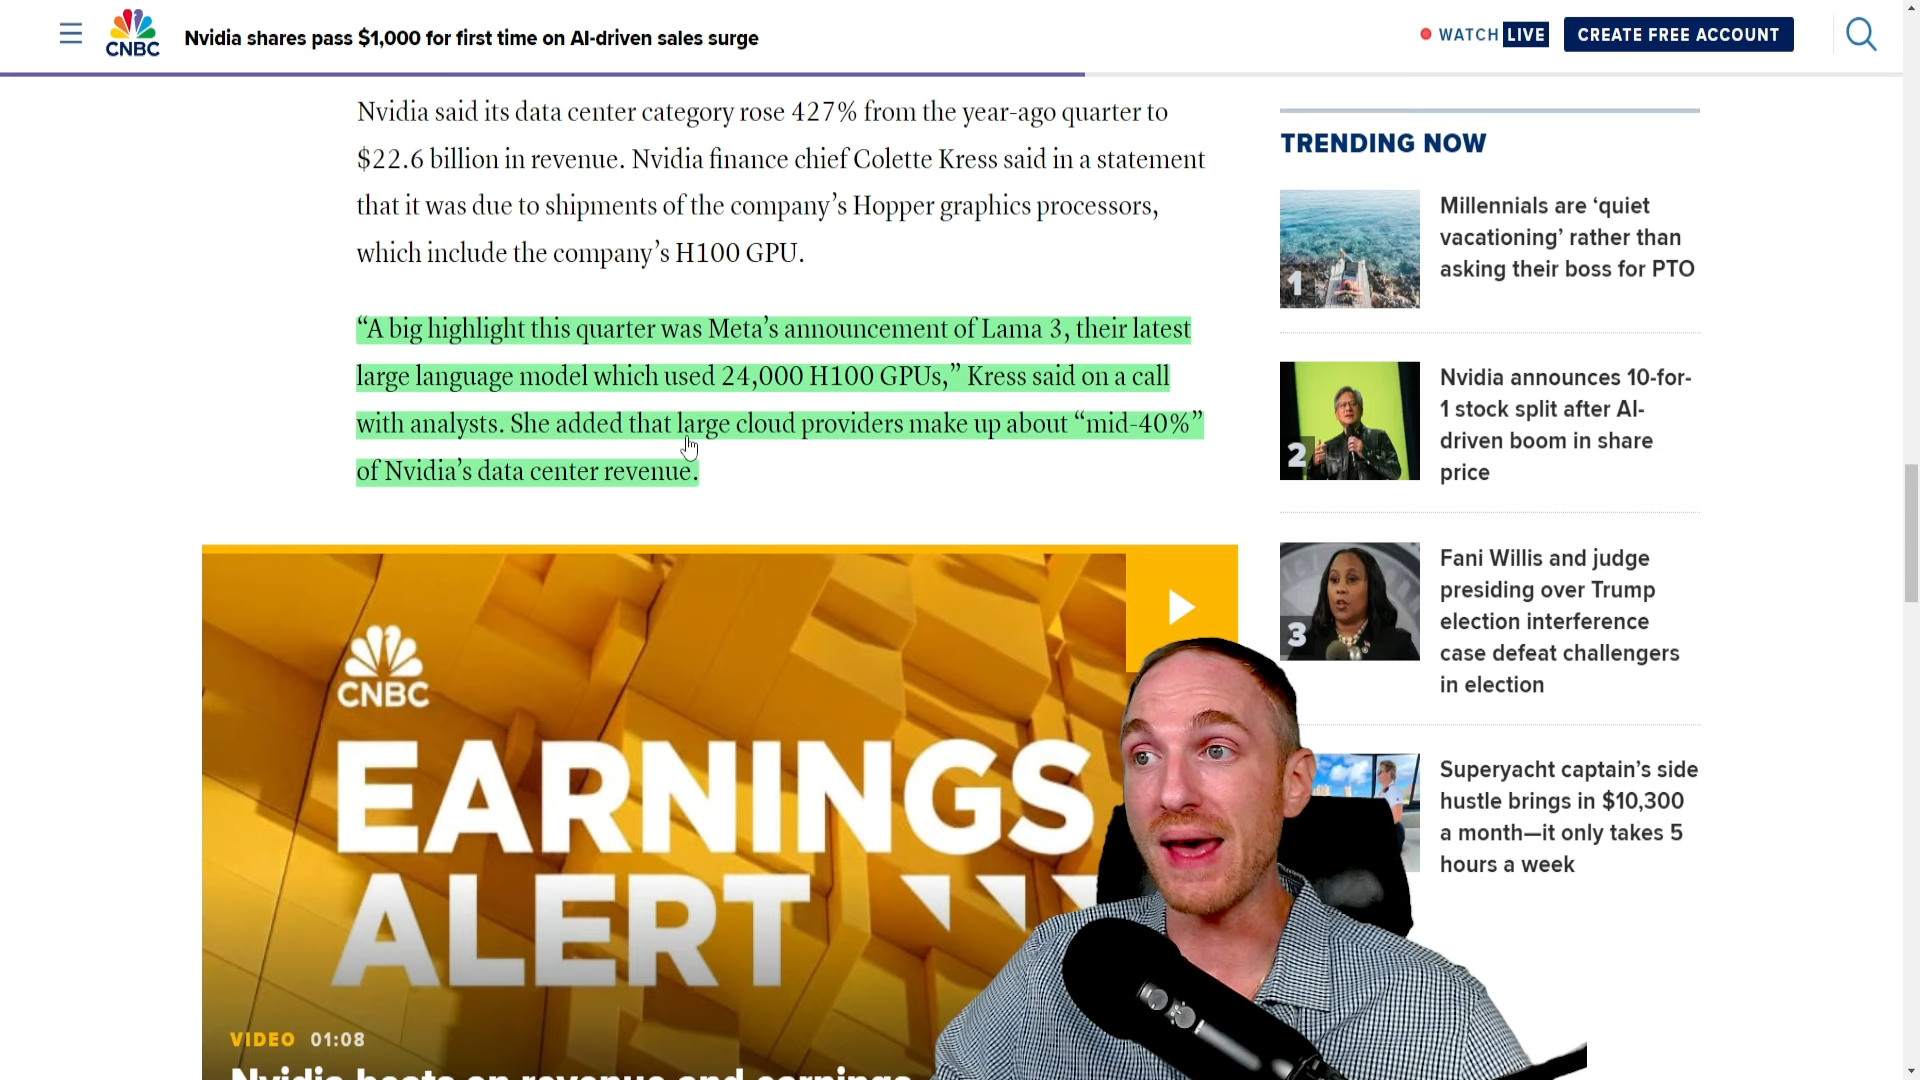 CNBC
Nvidia shares pass $1,000 for first time on AI-driven sales surge
WATCH LIVE
CREATE FREE ACCOUNT
Nvidia said its data center category rose 427% from the year-ago quarter to
$22.6 billion in revenue. Nvidia finance chief Colette Kress said in a statement
that it was due to shipments of the company’s Hopper graphics processors,
which include the company’s H100 GPU.
“A big highlight this quarter was Meta’s announcement of Lama 3, their latest
large language model which used 24,000 H100 GPUs,” Kress said on a call
with analysts. She added that large cloud providers make up about “mid-40%”
of Nvidia’s data center revenue.
CNBC
EARNINGS
ALERT
VIDEO 01:08
Nvidia beats on revenue and earnings
TRENDING NOW
1
Millennials are ‘quiet
vacationing’ rather than
asking their boss for PTO
2
Nvidia announces 10-for-
1 stock split after AI-
driven boom in share
price
3
Fani Willis and judge
presiding over Trump
election interference
case defeat challengers
in election
Superyacht captain’s side
hustle brings in $10,300
a month—it only takes 5
hours a week